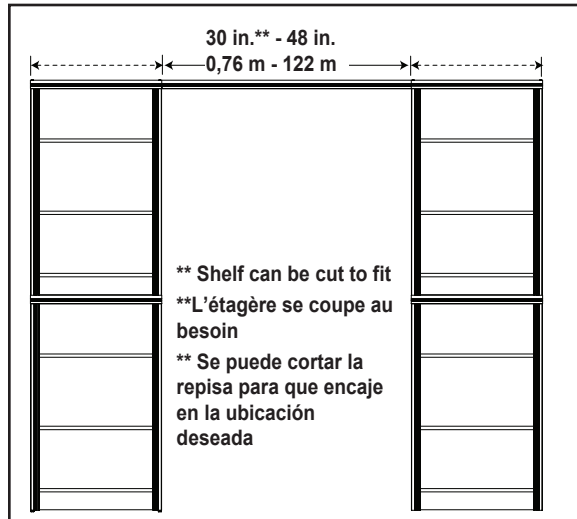 30 in.** - 48 in.
0,76 m - 122 m
** Shelf can be cut to fit
**L'étagère se coupe au
besoin
** Se puede cortar la
repisa para que encaje
en la ubicación
deseada